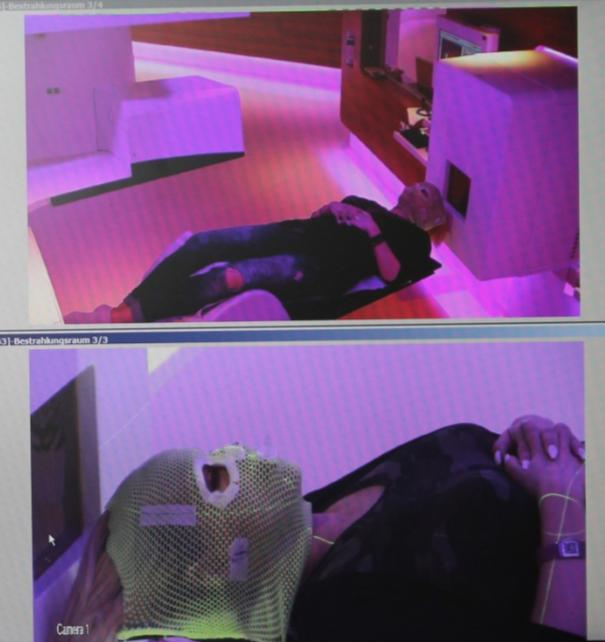 ]-Bestrahlungsraum 3/4
3]-Bestrahlungsraum 3/3
Camera 1